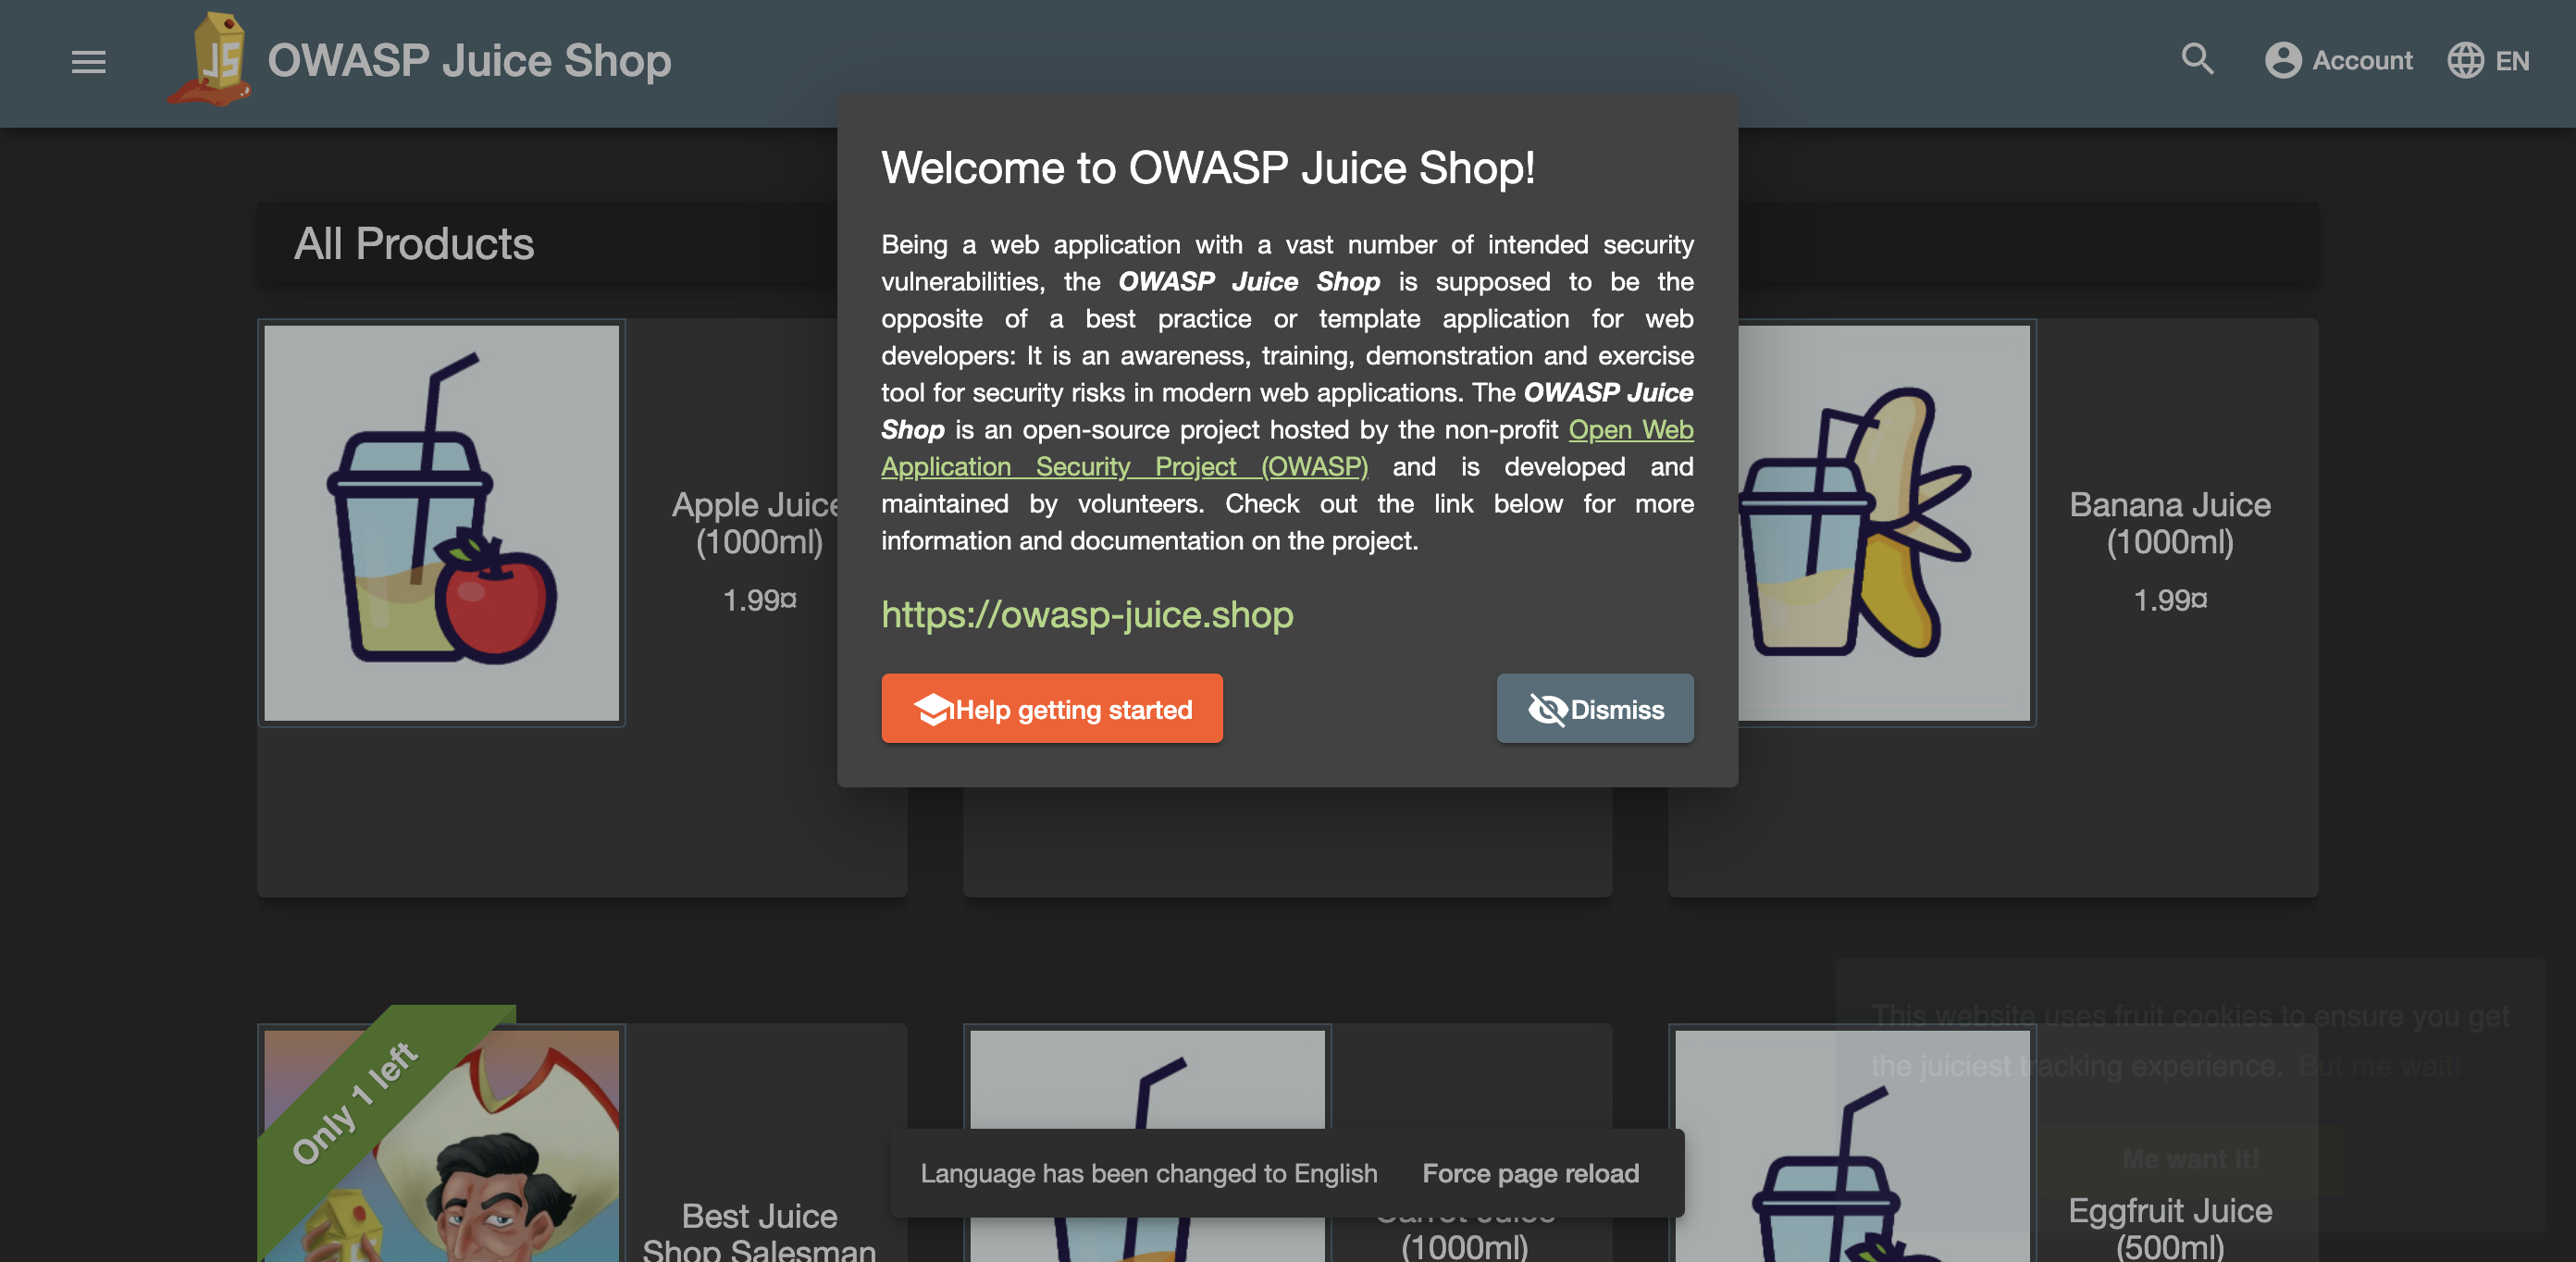 JS
OWASP Juice Shop
Account
EN
Welcome to OWASP Juice Shop!
Being a web application with a vast number of intended security
vulnerabilities, the OWASP Juice Shop is supposed to be the
opposite of a best practice or template application for web
developers: It is an awareness, training, demonstration and exercise
tool for security risks in modern web applications. The OWASP Juice
Shop is an open-source project hosted by the non-profit Open Web
Application Security Project (OWASP) and is developed and
maintained by volunteers. Check out the link below for more
information and documentation on the project.
https://owasp-juice.shop
Help getting started
Dismiss
All Products
Apple Juice
(1000ml)
1.99¤
Banana Juice
(1000ml)
1.99¤
This website uses fruit cookies to ensure you get
the juiciest tracking experience. But me wait!
Me want it!
Only 1 left
JS
Best Juice
Shop Salesman
Language has been changed to English
Force page reload
Juice
(1000ml)
Eggfruit Juice
(500ml)